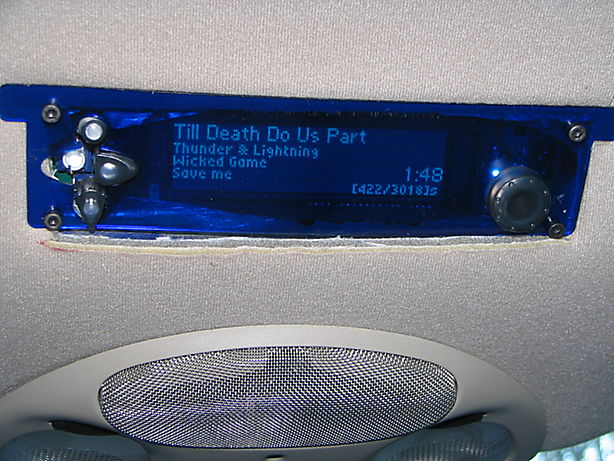 Till Death Do Us Part
Thunder & Lightning
Wicked Game
Save me
1:48
[422/3018]s